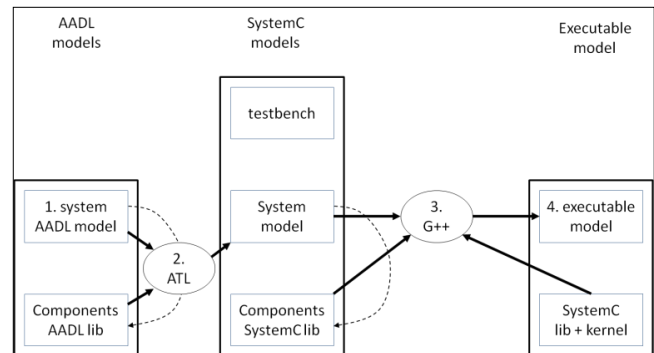 AADL
models
SystemC
models
Executable
model
testbench
1. system
AADL model
System
model
3.
G++
4. executable
model
2.
ATL
Components
AADL lib
Components
SystemC lib
SystemC
lib + kernel